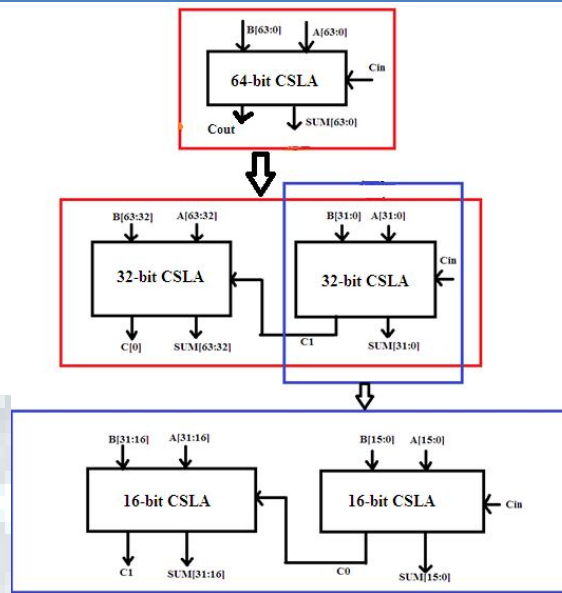 B[63:0] A[63:0]
64-bit CSLA
Cin
Cout
SUM[63:0]
B[63:32] A[63:32]
B[31:0] A[31:0]
32-bit CSLA
32-bit CSLA
Cin
C[0]
SUM[63:32]
C1
SUM[31:0]
B[31:16] A[31:16]
B[15:0] A[15:0]
16-bit CSLA
16-bit CSLA
Cin
C1
SUM[31:16]
C0
SUM[15:0]